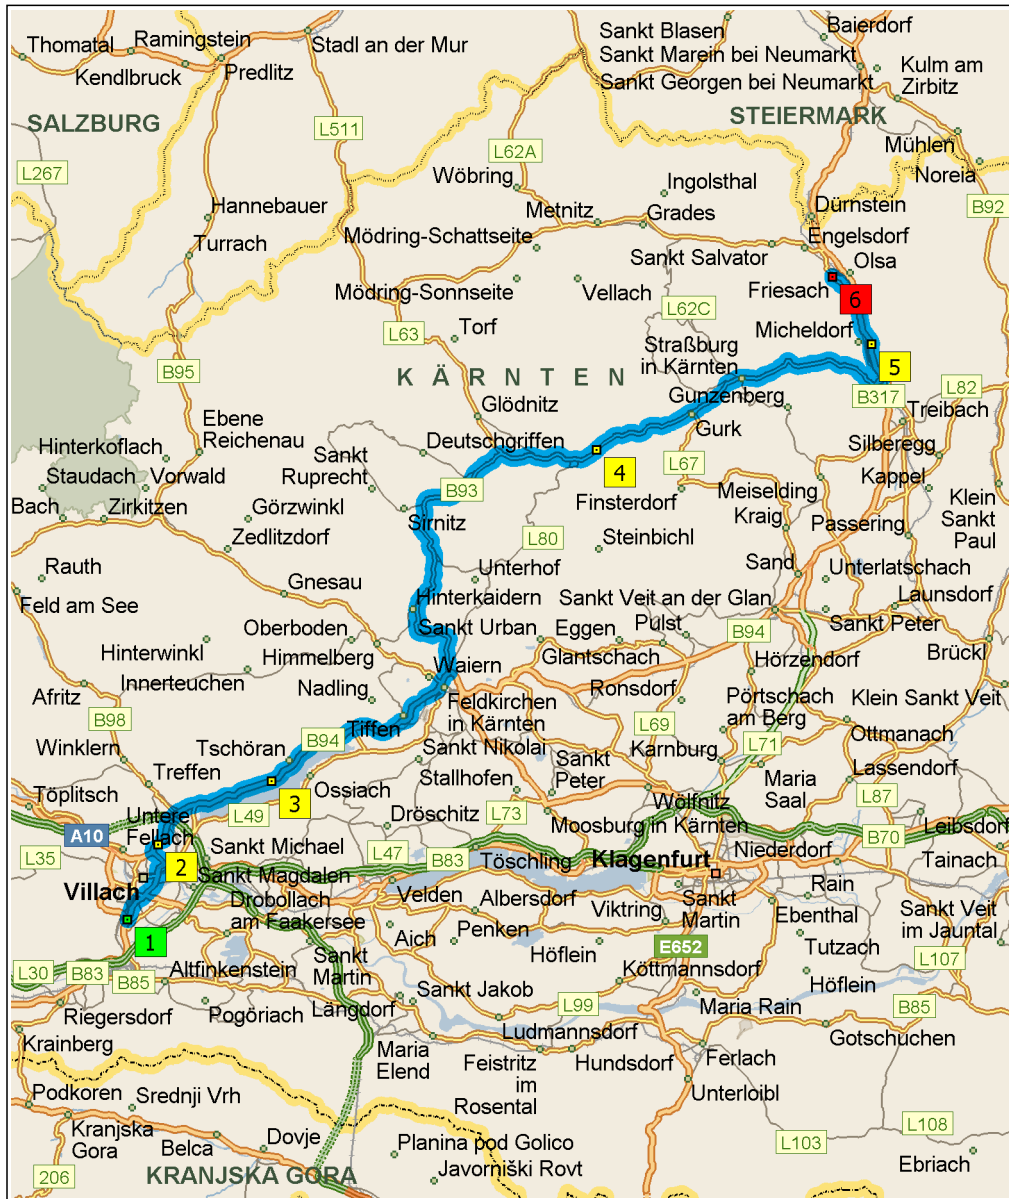 Sankt Blasen
Baierdorf
Thomatal
Ramingstein
Stadl an der Mur
Sankt Marein bei Neumarkt
Kendlbruck
Predlitz
Kulm am
Zirbitz
Sankt Georgen bei Neumarkt
SALZBURG
STEIERMARK
L511
L62A
Mühlen
L267
Wöbring
Noreia
Ingolsthal
Hannebauer
Metnitz
Grades
Dürnstein
B92
Turrach
Mödring-Schattseite
Engelsdorf
Sankt Salvator
Olsa
Mödring-Sonnseite
Vellach
Friesach
6
L62C
L63
Torf
Micheldorf
Straßburg
in Kärnten
B95
KÄRNTEN
5
L82
Gunzenberg
B317
Glödnitz
Treibach
Ebene
Reichenau
Gurk
Deutschgriffen
Hinterkoflach
Silberegg
Sankt
Ruprecht
4
L67
Staudach
Vorwald
Kappel
B93
Finsterdorf
Meiselding
Klein
Sankt
Paul
Bach
Zirkitzen
Görzwinkl
Sirnitz
Kraig
Passering
Zedlitzdorf
L80
Steinbichl
Rauth
Unterhof
Sand
Unterlatschach
Gnesau
Feld am See
Hinterkaidern
Sankt Veit an der Glan
Launsdorf
Oberboden
Sankt Urban
Eggen
Pulst
B94
Sankt Peter
Hinterwinkl
Himmelberg
Glantschach
Hörzendorf
Brückl
Innerteuchen
Waiern
Afritz
Nadling
Feldkirchen
in Kärnten
Ronsdorf
Pörtschach
am Berg
Klein Sankt Veit
B98
Tiffen
L69
B94
Ottmanach
Winklern
Tschöran
Sankt Nikolai
Karnburg
L71
Treffen
Stallhofen
Sankt
Peter
Maria
Saal
Lassendorf
3
Ossiach
Töplitsch
Wölfnitz
L87
Untere
Fellach
L49
Dröschitz
L73
Moosburg in Kärnten
Leibsdorf
A10
B70
L35
Sankt Michael
L47
B83
Töschling
Klagenfurt
Niederdorf
Tainach
2
Villach
Sankt Magdalen
Velden
Albersdorf
Sankt
Martin
Rain
Drobollach
am Faakersee
Viktring
Ebenthal
Sankt Veit
im Jauntal
1
Aich
Penken
Höflein
E652
Tutzach
L30
B83
B85
Altfinkenstein
Sankt
Martin
Köttmannsdorf
L107
Höflein
Sankt Jakob
Riegersdorf
Pogöriach
Längdorf
L99
Maria Rain
B85
Krainberg
Ludmannsdorf
Gotschuchen
Maria
Elend
Feistritz
im
Rosental
Hundsdorf
Ferlach
Podkoren
Srednji Vrh
Unterloibl
Kranjska
Gora
Belca
Dovje
Planina pod Golico
L103
L108
206
KRANJSKA GORA
Javorniški Rovt
Ebriach